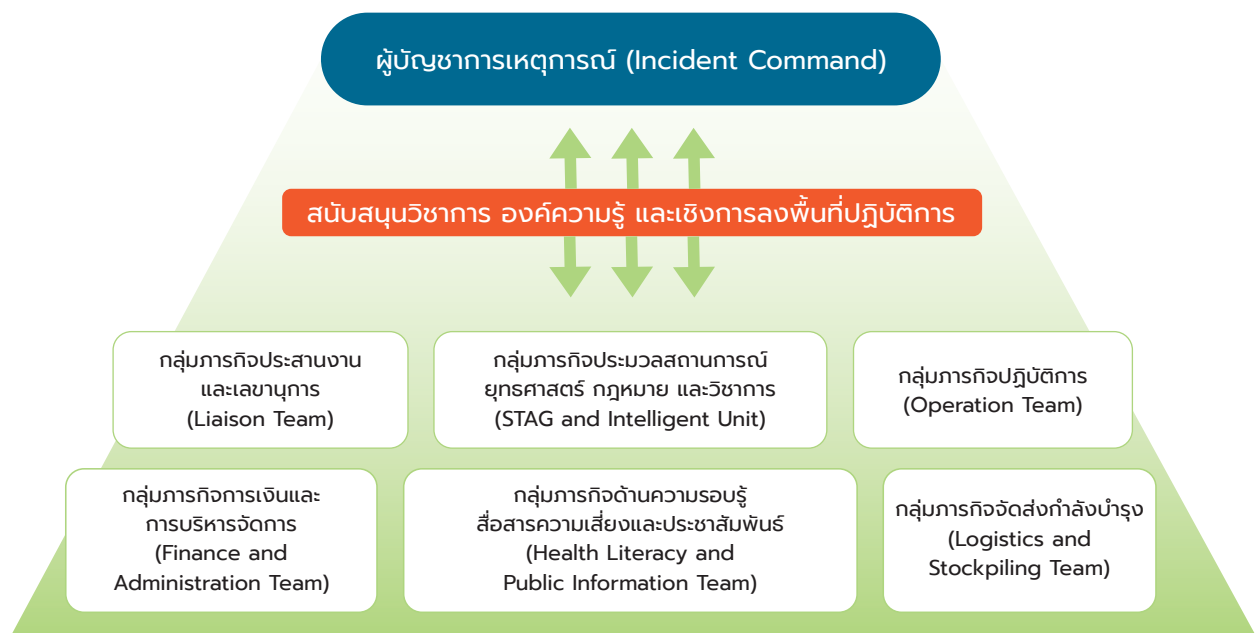 ผู้บัญชาการเหตุการณ์ (Incident Command)
สนับสนุนวิชาการ องค์ความรู้ และเชิงการลงพื้นที่ปฏิบัติการ
กลุ่มภารกิจประสานงาน
และเลขานุการ
(Liaison Team)
กลุ่มภารกิจประมวลสถานการณ์
ยุทธศาสตร์ กฎหมาย และวิชาการ
(STAG and Intelligent Unit)
กลุ่มภารกิจปฏิบัติการ
(Operation Team)
กลุ่มภารกิจการเงินและ
การบริหารจัดการ
(Finance and
Administration Team)
กลุ่มภารกิจด้านความรอบรู้
สื่อสารความเสี่ยงและประชาสัมพันธ์
(Health Literacy and
Public Information Team)
กลุ่มภารกิจจัดส่งกำลังบำรุง
(Logistics and
Stockpiling Team)